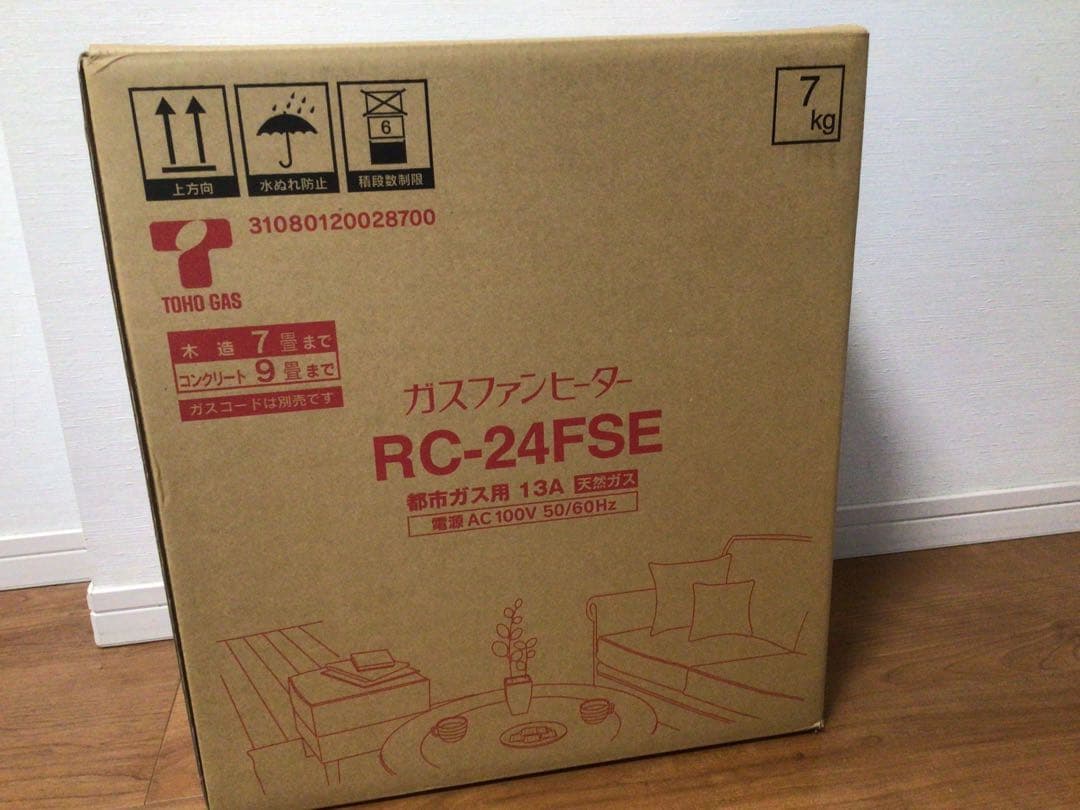 上方向
水ぬれ防止
6
積段数制限
7
kg
31080120028700
TOHO GAS
木造 7畳まで
コンクリート 9畳まで
ガスコードは別売です
ガスファンヒーター
RC-24FSE
都市ガス用 13A 天然ガス
電源 AC100V 50/60Hz